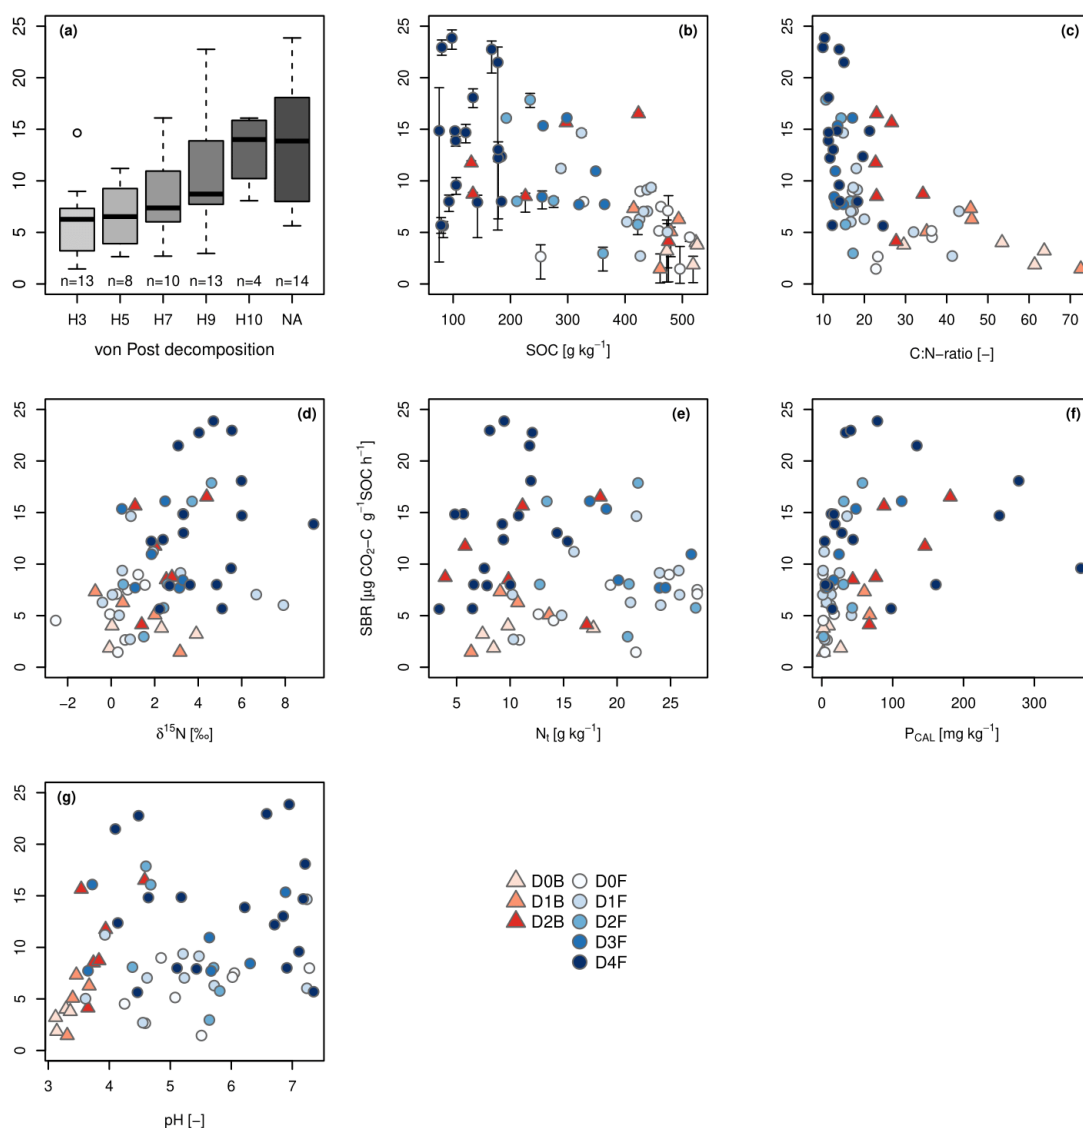 (a)
0 5 10 15 20 25
n=13 n=8 n=10 n=13 n=4 n=14
H3 H5 H7 H9 H10 NA
von Post decomposition
(b)
0 5 10 15 20 25
100 200 300 400 500
SOC [g kg⁻¹]
(c)
0 5 10 15 20 25
10 20 30 40 50 60 70
C:N−ratio [−]
(d)
0 5 10 15 20 25
−2 0 2 4 6 8
δ¹⁵N [‰]
SBR [µg CO₂−C g⁻¹SOC h⁻¹]
(e)
0 5 10 15 20 25
5 10 15 20 25
Nₜ [g kg⁻¹]
(f)
0 5 10 15 20 25
0 100 200 300
P_CAL [mg kg⁻¹]
(g)
0 5 10 15 20 25
3 4 5 6 7
pH [−]
D0B D0F
D1B D1F
D2B D2F
D3F
D4F